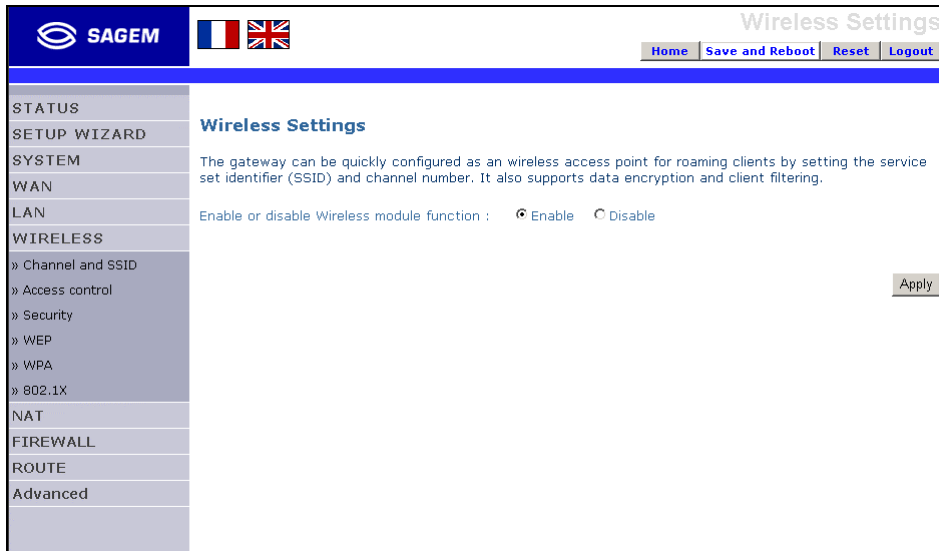 SAGEM
Wireless Settings
Home Save and Reboot Reset Logout
STATUS
SETUP WIZARD
SYSTEM
WAN
LAN
WIRELESS
» Channel and SSID
» Access control
» Security
» WEP
» WPA
» 802.1X
NAT
FIREWALL
ROUTE
Advanced
Wireless Settings
The gateway can be quickly configured as an wireless access point for roaming clients by setting the service
set identifier (SSID) and channel number. It also supports data encryption and client filtering.
Enable or disable Wireless module function : Enable Disable
Apply